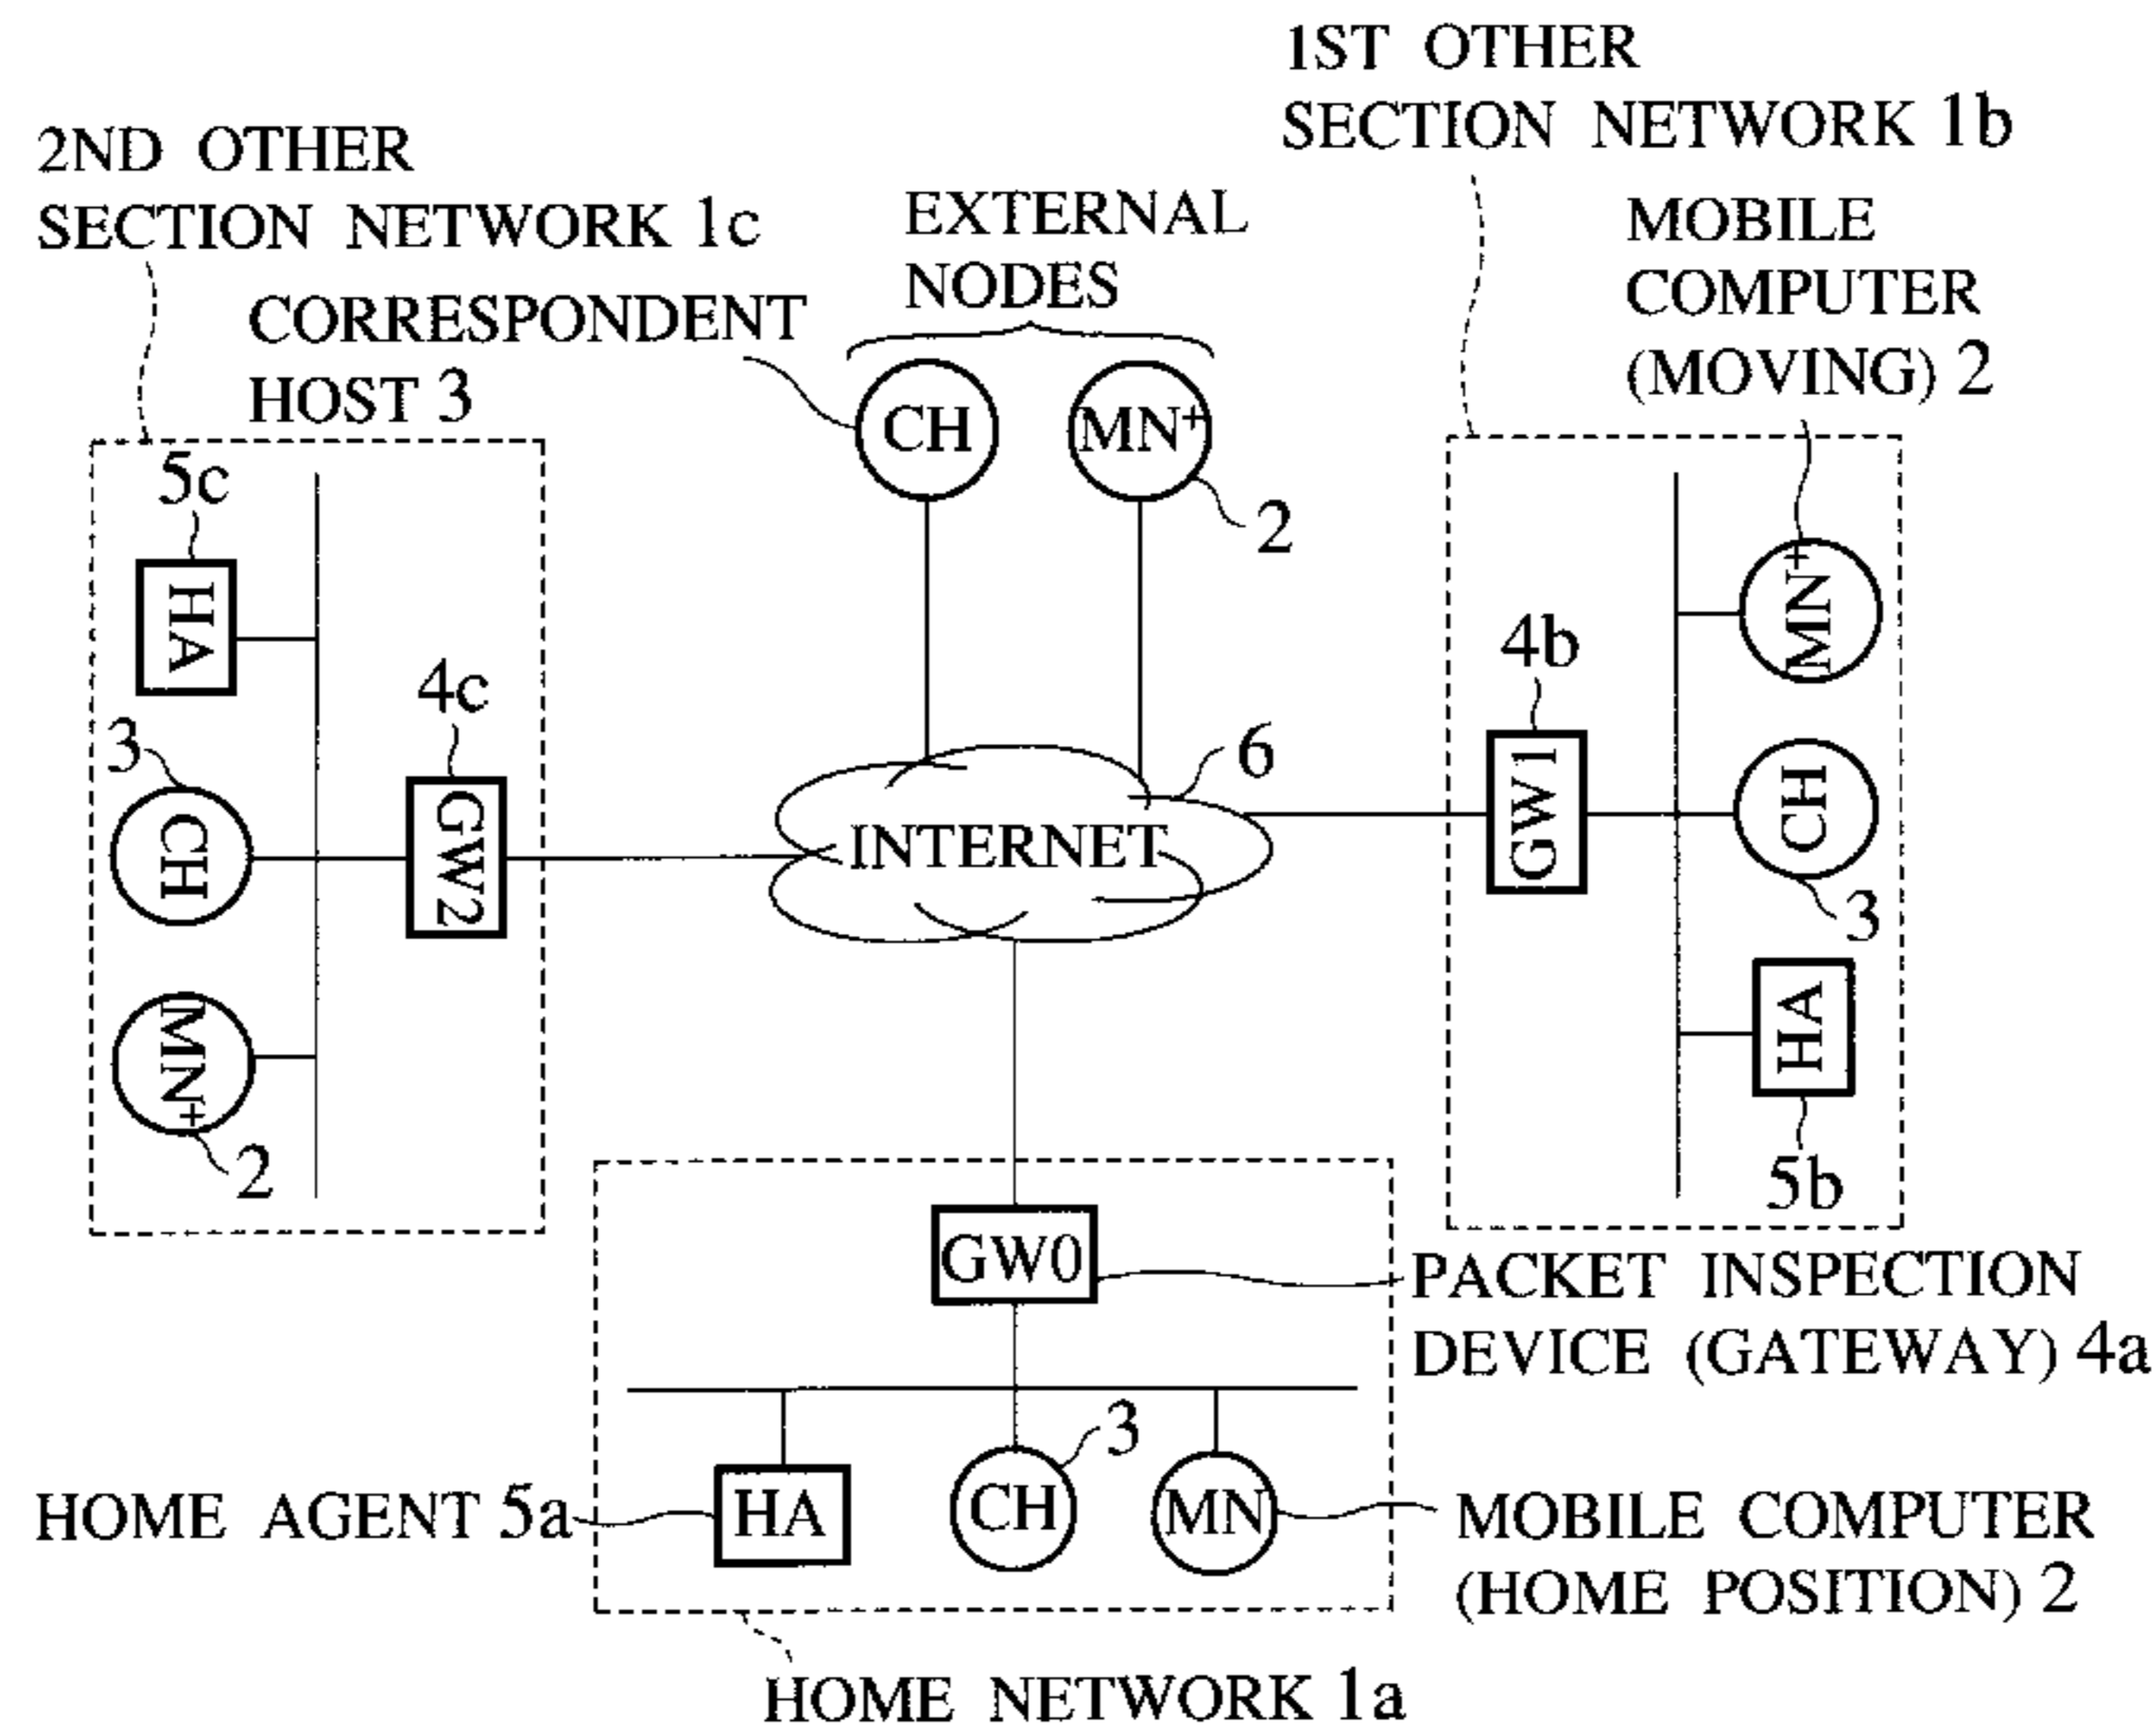 1ST OTHER
SECTION NETWORK 1b
2ND OTHER
SECTION NETWORK 1c
EXTERNAL
NODES
MOBILE
COMPUTER
(MOVING) 2
CORRESPONDENT
HOST 3
CH
MN+
2
5c
HA
3
CH
4c
GW2
MN+
2
INTERNET
6
4b
GW1
MN+
CH
3
HA
5b
GW0
PACKET INSPECTION
DEVICE (GATEWAY) 4a
HOME AGENT 5a
HA
CH
3
MN
MOBILE COMPUTER
(HOME POSITION) 2
HOME NETWORK 1a